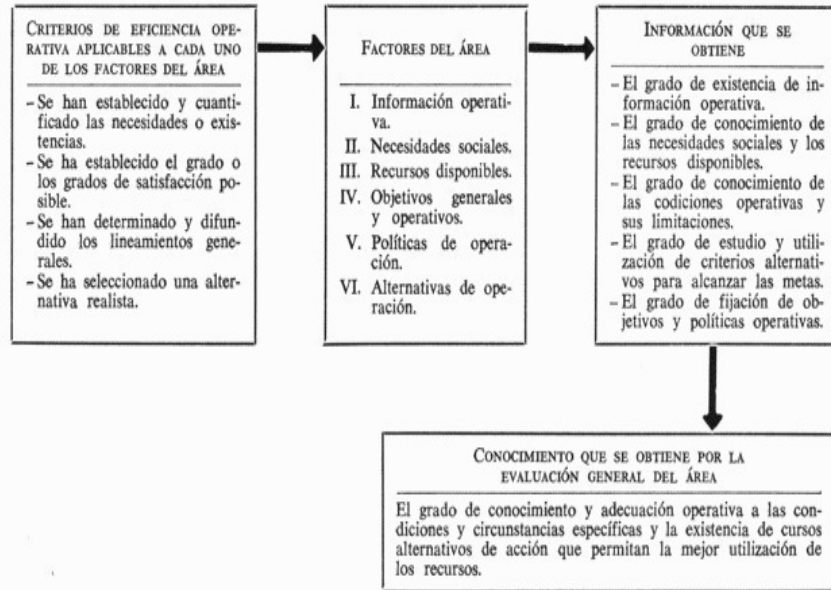 CRITERIOS DE EFICIENCIA OPE-
RATIVA APLICABLES A CADA UNO
DE LOS FACTORES DEL ÁREA
– Se han establecido y cuanti-
ficado las necesidades o exis-
tencias.
– Se ha establecido el grado o
los grados de satisfacción po-
sible.
– Se han determinado y difun-
dido los lineamientos gene-
rales.
– Se ha seleccionado una alter-
nativa realista.
FACTORES DEL ÁREA
I. Información operati-
va.
II. Necesidades sociales.
III. Recursos disponibles.
IV. Objetivos generales
y operativos.
V. Políticas de opera-
ción.
VI. Alternativas de ope-
ración.
INFORMACIÓN QUE SE
OBTIENE
– El grado de existencia de in-
formación operativa.
– El grado de conocimiento de
las necesidades sociales y los
recursos disponibles.
– El grado de conocimiento de
las codiciones operativas y
sus limitaciones.
– El grado de estudio y utili-
zación de criterios alternati-
vos para alcanzar las metas.
– El grado de fijación de ob-
jetivos y políticas operativas.
CONOCIMIENTO QUE SE OBTIENE POR LA
EVALUACIÓN GENERAL DEL ÁREA
El grado de conocimiento y adecuación operativa a las con-
diciones y circunstancias específicas y la existencia de cursos
alternativos de acción que permitan la mejor utilización de
los recursos.